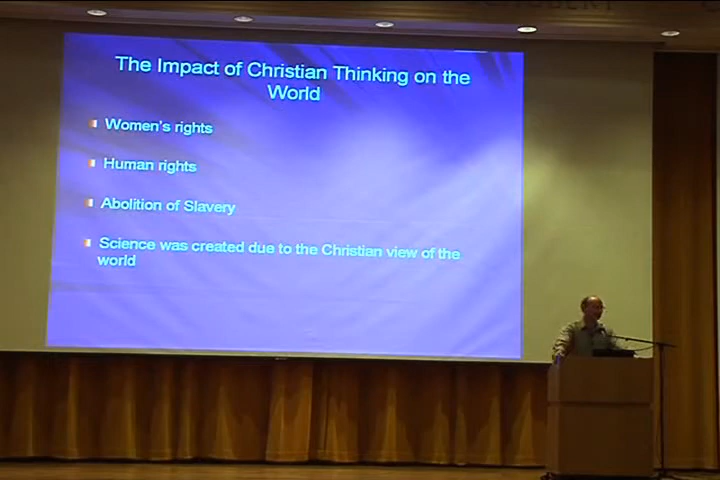 The Impact of Christian Thinking on the
World
Women's rights
Human rights
Abolition of Slavery
Science was created due to the Christian view of the
world